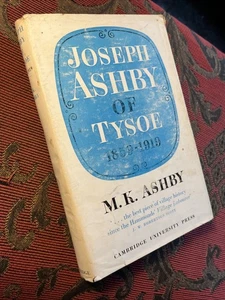 JOSEPH
ASHBY
OF
TYSOE
1859-1919
M.K. ASHBY
'... the best piece of village history
since the Hammonds' Village Labourer'
CAMBRIDGE UNIVERSITY PRESS